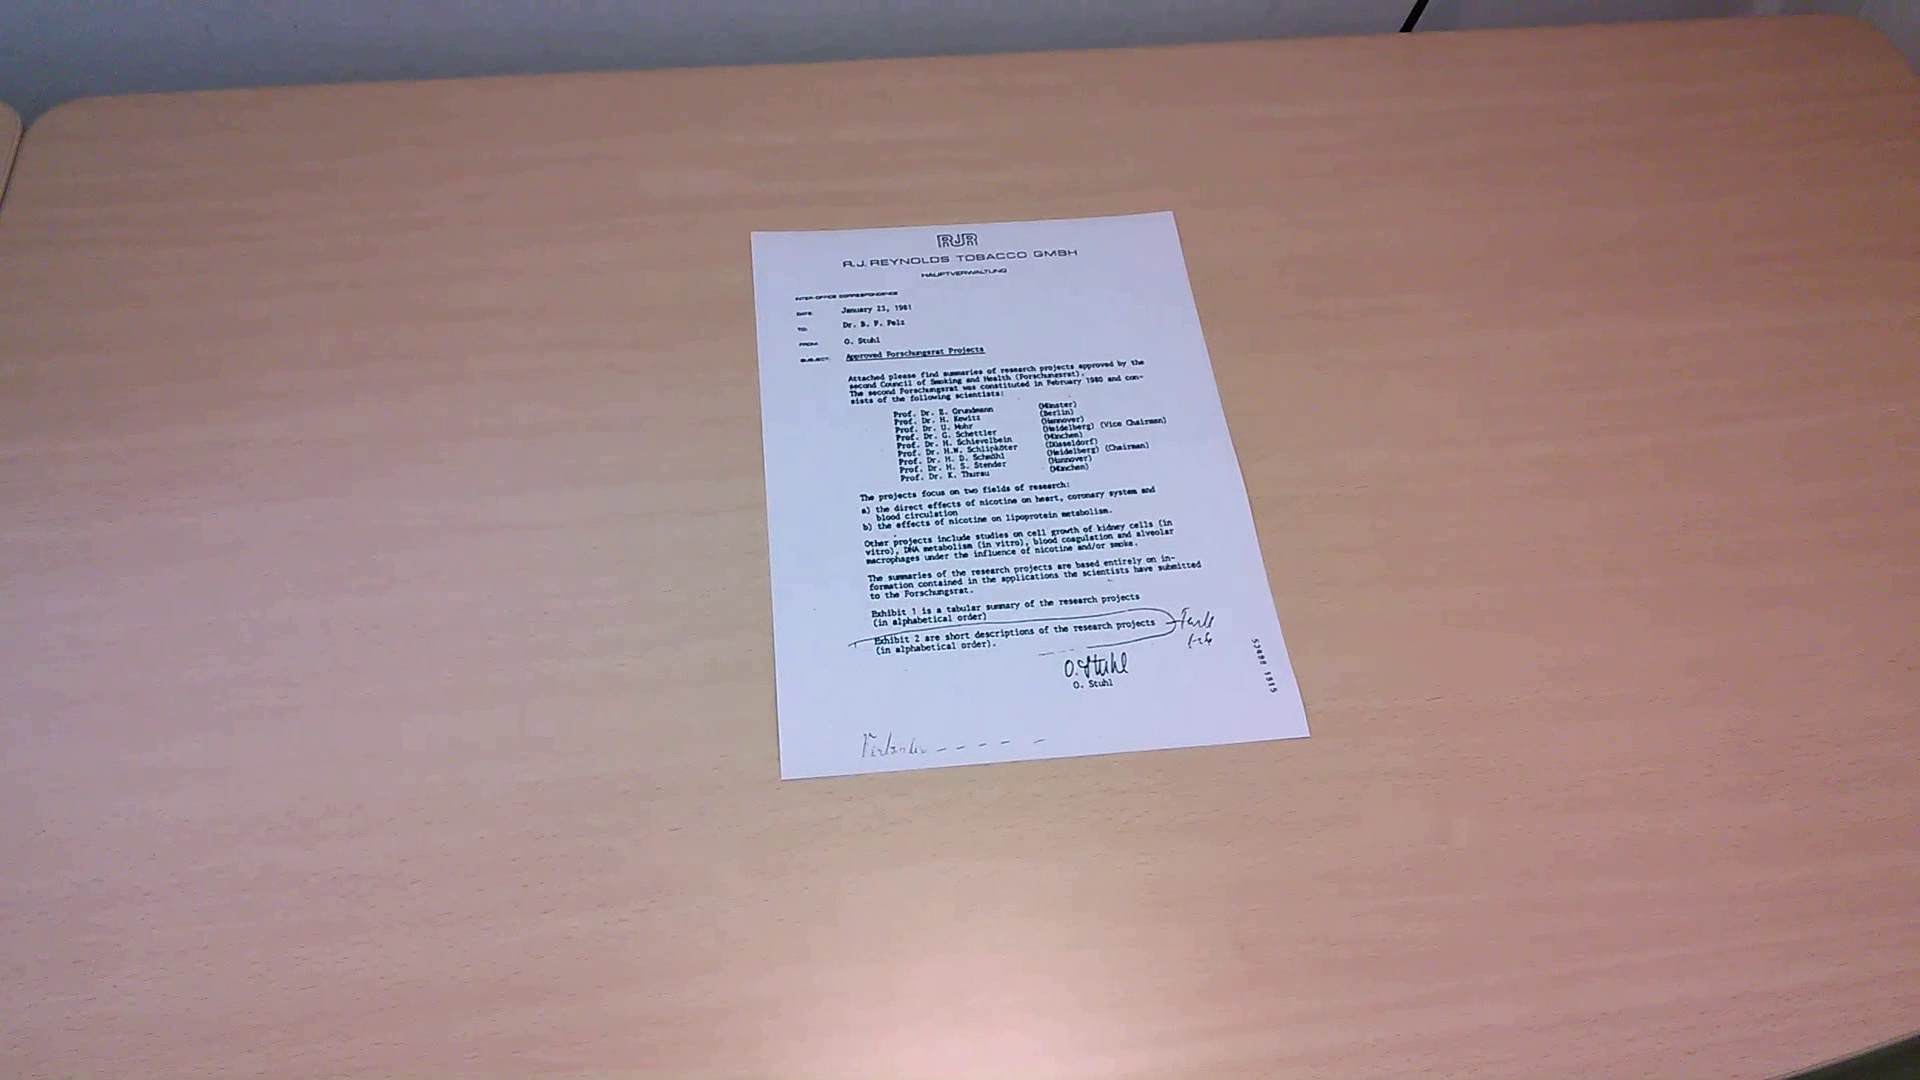 RJR
R.J. REYNOLDS TOBACCO GMBH
HAUPTVERWALTUNG
INTER-OFFICE CORRESPONDENCE
DATE: January 23, 1981
TO: Dr. B. F. Pelz
FROM: O. Stuhl
SUBJECT: Approved Forschungsrat Projects
Attached please find summaries of research projects approved by the
second Council of Smoking and Health (Forschungsrat).
The second Forschungsrat was constituted in February 1980 and con-
sists of the following scientists:
Prof. Dr. E. Grundmann (Münster)
Prof. Dr. H. Kewitz (Berlin)
Prof. Dr. U. Mohr (Hannover)
Prof. Dr. G. Schettler (Heidelberg) (Vice Chairman)
Prof. Dr. H. Schievelbein (München)
Prof. Dr. H.W. Schlipköter (Düsseldorf)
Prof. Dr. H. D. Schmähl (Heidelberg) (Chairman)
Prof. Dr. H. S. Stender (Hannover)
Prof. Dr. K. Thurau (München)
The projects focus on two fields of research:
a) the direct effects of nicotine on heart, coronary system and
blood circulation
b) the effects of nicotine on lipoprotein metabolism.
Other projects include studies on cell growth of kidney cells (in
vitro), DNA metabolism (in vitro), blood coagulation and alveolar
macrophages under the influence of nicotine and/or smoke.
The summaries of the research projects are based entirely on in-
formation contained in the applications the scientists have submitted
to the Forschungsrat.
Exhibit 1 is a tabular summary of the research projects
(in alphabetical order)
Exhibit 2 are short descriptions of the research projects
(in alphabetical order).
O. Stuhl
O. Stuhl